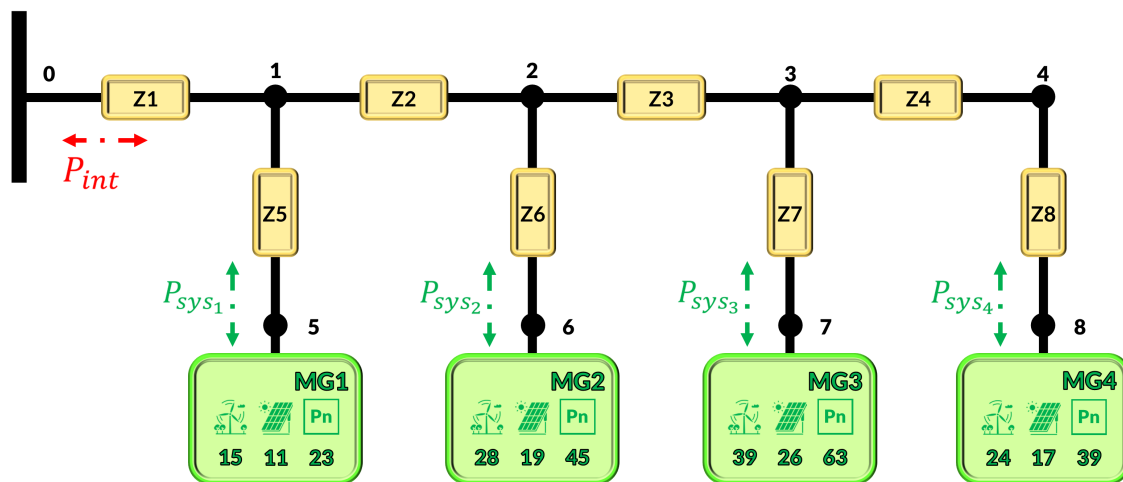 0 Z1 1 Z2 2 Z3 3 Z4 4
P_int
Z5 Z6 Z7 Z8
P_sys₁ P_sys₂ P_sys₃ P_sys₄
5 6 7 8
MG1 MG2 MG3 MG4
Pn Pn Pn Pn
15 11 23 28 19 45 39 26 63 24 17 39